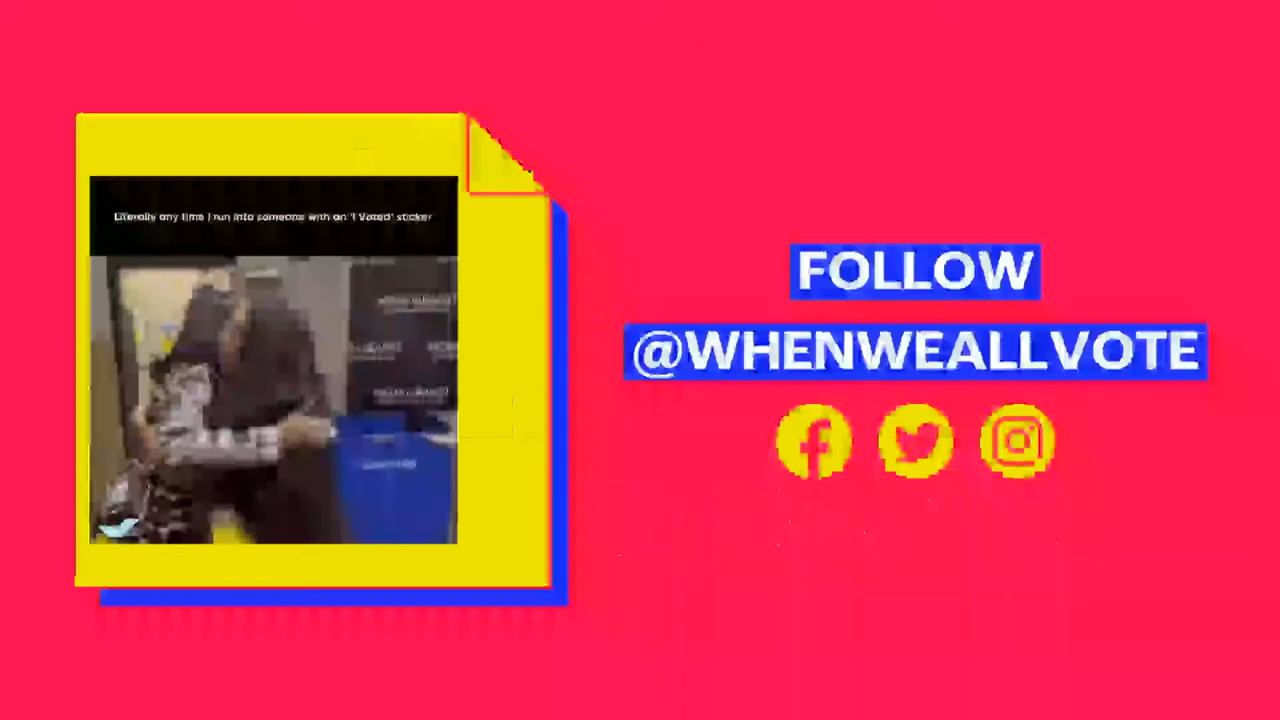 Literally any time I run into someone with an 'I Voted' sticker
FOLLOW
@WHENWEALLVOTE